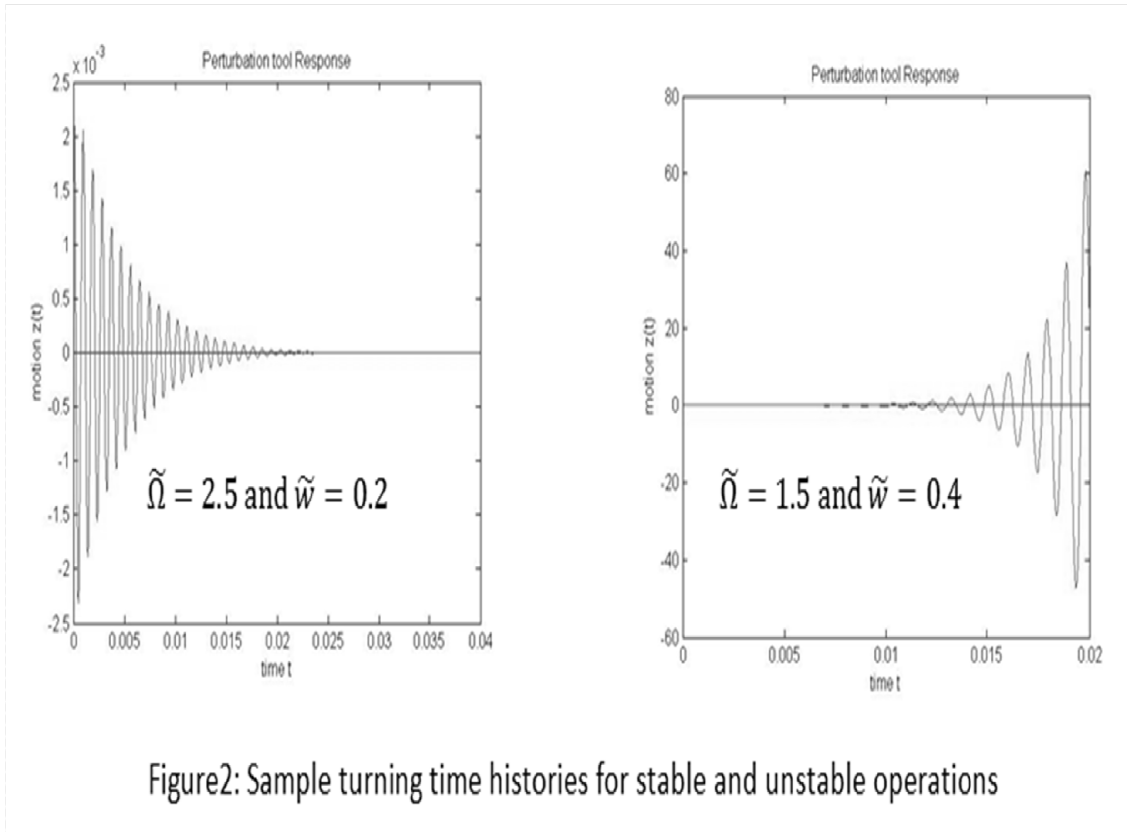 Perturbation tool Response
× 10⁻³
2.5
2
1.5
1
0.5
0
-0.5
-1
-1.5
-2
-2.5
motion z(t)
0 0.005 0.01 0.015 0.02 0.025 0.03 0.035 0.04
time t
Ω̃ = 2.5 and w̃ = 0.2
Perturbation tool Response
80
60
40
20
0
-20
-40
-60
motion z(t)
0 0.005 0.01 0.015 0.02
time t
Ω̃ = 1.5 and w̃ = 0.4
Figure2: Sample turning time histories for stable and unstable operations